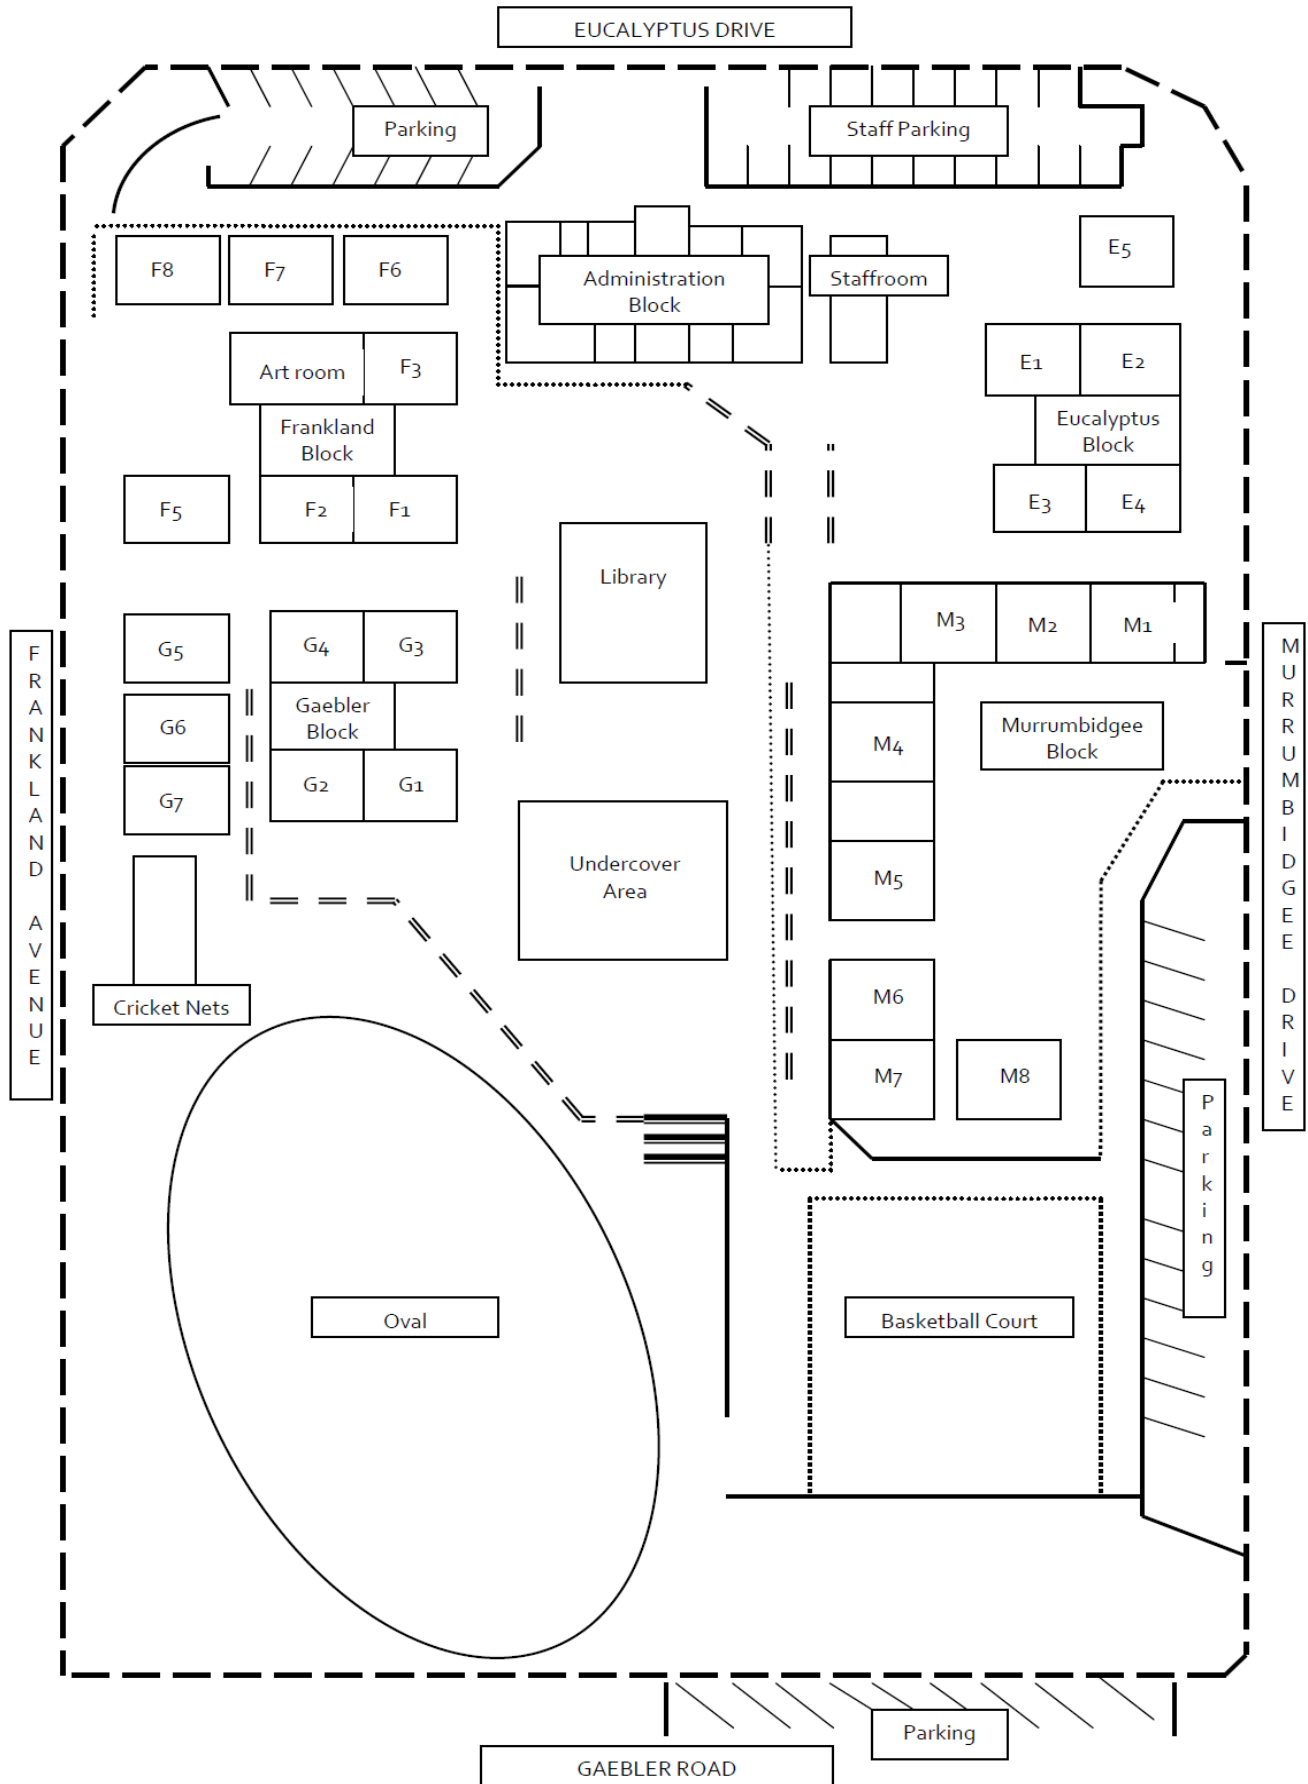 EUCALYPTUS DRIVE
Parking
Staff Parking
E5
F8
F7
F6
Administration
Block
Staffroom
Art room
F3
E1
E2
Frankland
Block
Eucalyptus
Block
F5
F2
F1
E3
E4
Library
G5
G4
G3
M3
M2
M1
FRANKLAND AVENUE
MURRUMBIDGEE DRIVE
G6
Gaebler
Block
M4
Murrumbidgee
Block
G7
G2
G1
Undercover
Area
M5
Cricket Nets
M6
M7
M8
Parking
Oval
Basketball Court
Parking
GAEBLER ROAD